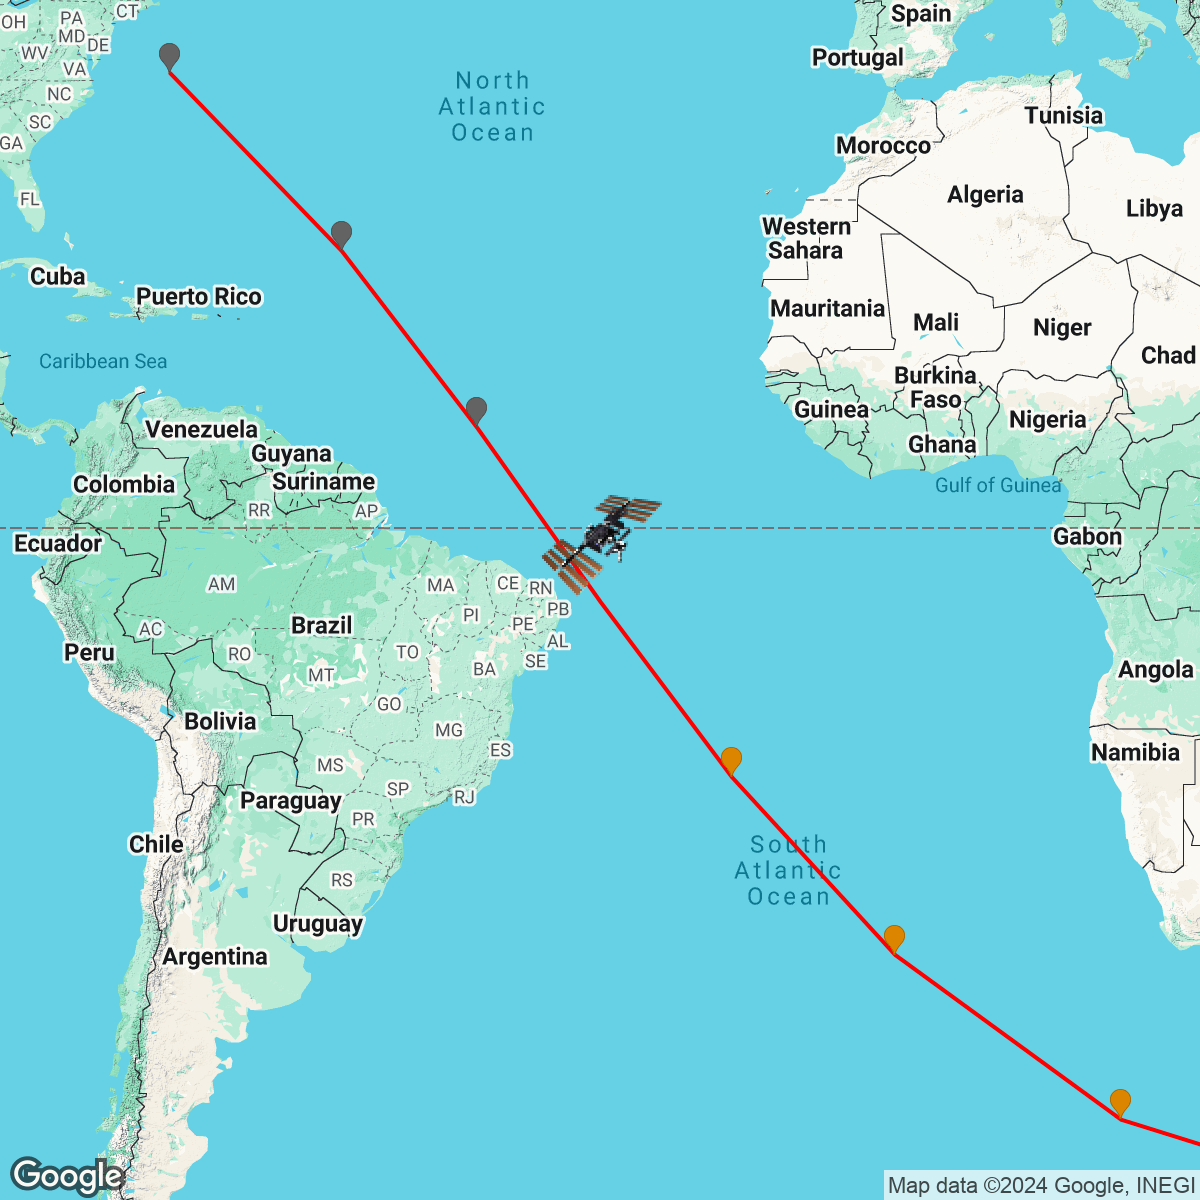 CT
PA
OH
MD
DE
WV
VA
NC
SC
GA
FL
Spain
Portugal
North
Atlantic
Ocean
Tunisia
Morocco
Algeria
Libya
Western
Sahara
Cuba
Puerto Rico
Mauritania
Mali
Niger
Chad
Caribbean Sea
Burkina
Faso
Guinea
Nigeria
Ghana
Venezuela
Guyana
Suriname
Colombia
Gulf of Guinea
RR
AP
Ecuador
Gabon
AM
MA
CE
RN
PB
PI
PE
AC
Brazil
AL
Peru
RO
TO
SE
MT
BA
Angola
GO
Bolivia
MG
ES
Namibia
MS
SP
RJ
Paraguay
PR
Chile
South
Atlantic
Ocean
RS
Uruguay
Argentina
Google
Map data ©2024 Google, INEGI